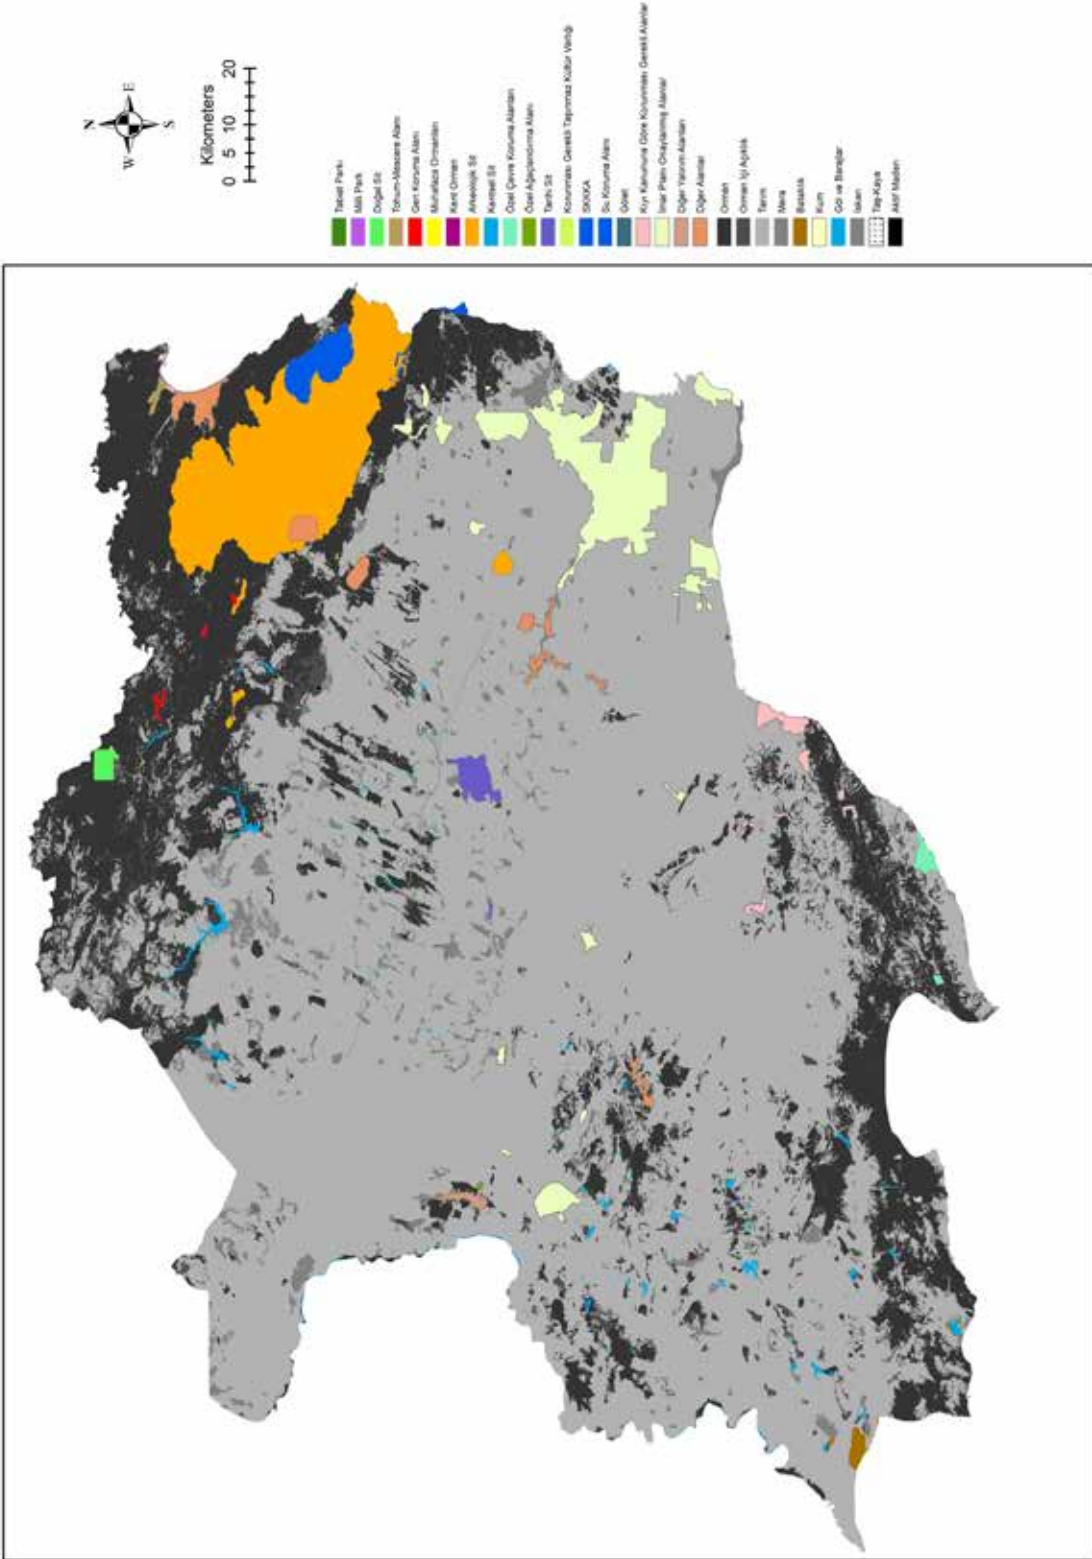 N
W
E
S
Kilometers
0 5 10 20
Tabiat Parkı
Milli Park
Doğal Sit
Tohum-Meşcere Alanı
Gen Koruma Alanı
Muhafaza Ormanları
Kent Ormanı
Arkeolojik Sit
Kentsel Sit
Özel Çevre Koruma Alanları
Özel Ağaçlandırma Alanı
Tarihi Sit
Korunması Gerekli Taşınmaz Kültür Varlığı
SKKKA
Su Koruma Alanı
Gölet
Kıyı Kanununa Göre Korunması Gerekli Alanlar
İmar Planı Onaylanmış Alanlar
Diğer Yatırım Alanları
Diğer Alanlar
Orman
Orman İçi Açıklık
Tarım
Mera
Bataklık
Kum
Göl ve Barajlar
İskan
Taş-Kaya
Aktif Maden